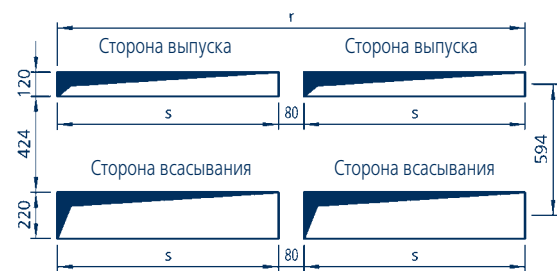 r
Сторона выпуска Сторона выпуска
120
s 80 s
424
594
Сторона всасывания Сторона всасывания
220
s 80 s